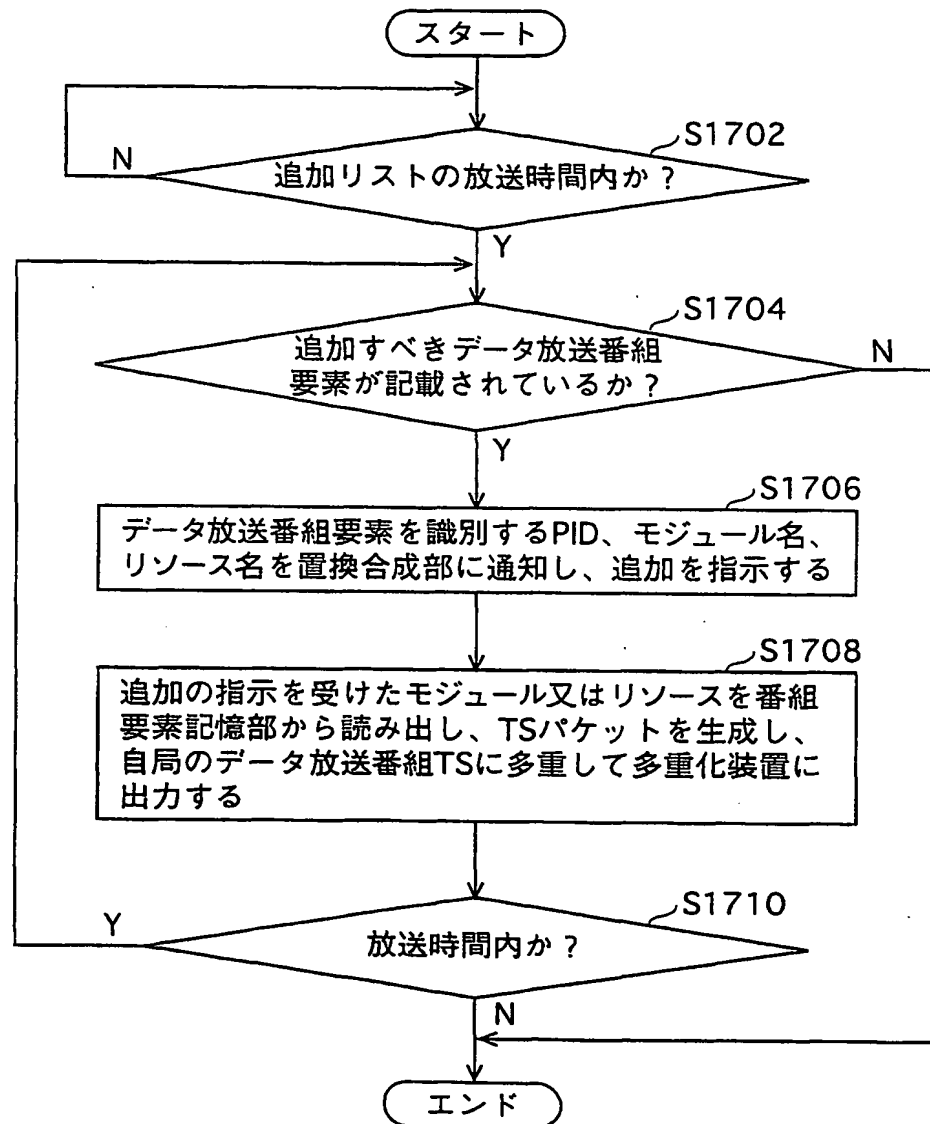 スタート
S1702
N
追加リストの放送時間内か?
Y
S1704
追加すべきデータ放送番組
要素が記載されているか?
N
Y
S1706
データ放送番組要素を識別するPID、モジュール名、
リソース名を置換合成部に通知し、追加を指示する
S1708
追加の指示を受けたモジュール又はリソースを番組
要素記憶部から読み出し、TSパケットを生成し、
自局のデータ放送番組TSに多重して多重化装置に
出力する
S1710
Y
放送時間内か?
N
エンド